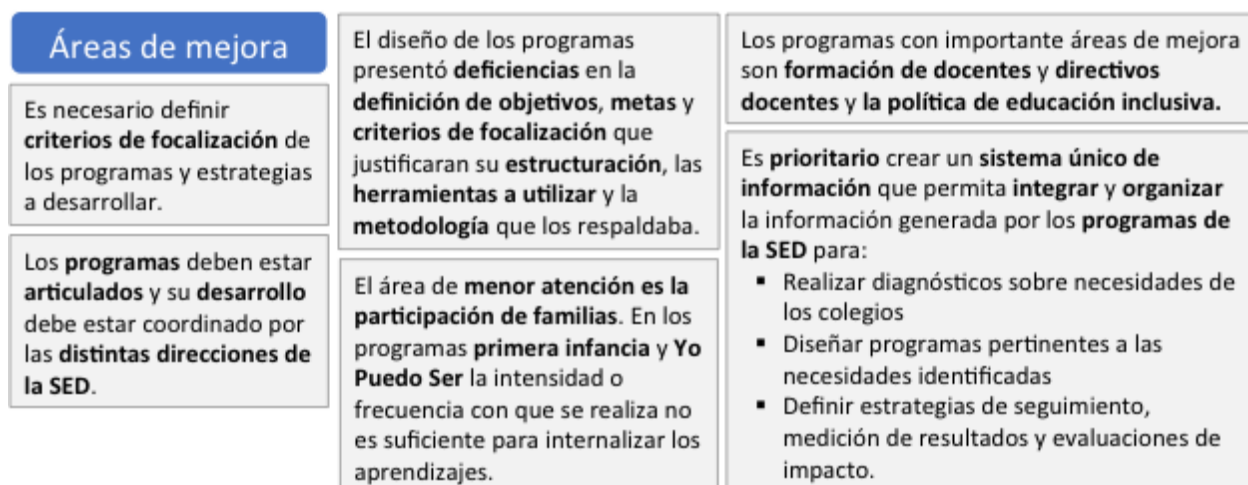 Áreas de mejora
Es necesario definir
criterios de focalización de
los programas y estrategias
a desarrollar.
Los programas deben estar
articulados y su desarrollo
debe estar coordinado por
las distintas direcciones de
la SED.
El diseño de los programas
presentó deficiencias en la
definición de objetivos, metas y
criterios de focalización que
justificaran su estructuración, las
herramientas a utilizar y la
metodología que los respaldaba.
El área de menor atención es la
participación de familias. En los
programas primera infancia y Yo
Puedo Ser la intensidad o
frecuencia con que se realiza no
es suficiente para internalizar los
aprendizajes.
Los programas con importante áreas de mejora
son formación de docentes y directivos
docentes y la política de educación inclusiva.
Es prioritario crear un sistema único de
información que permita integrar y organizar
la información generada por los programas de
la SED para:
▪ Realizar diagnósticos sobre necesidades de
los colegios
▪ Diseñar programas pertinentes a las
necesidades identificadas
▪ Definir estrategias de seguimiento,
medición de resultados y evaluaciones de
impacto.